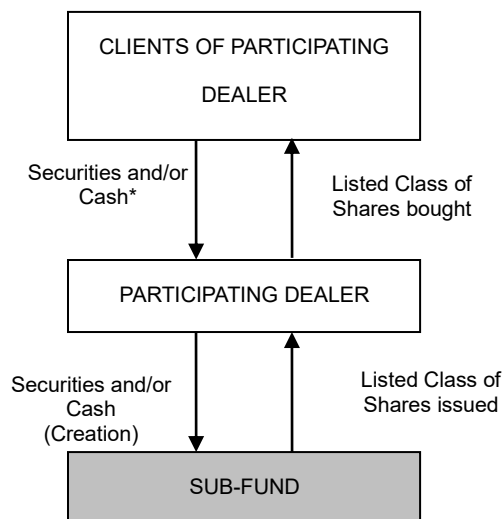 CLIENTS OF PARTICIPATING
DEALER
Securities and/or
Cash*
Listed Class of
Shares bought
PARTICIPATING DEALER
Securities and/or
Cash
(Creation)
Listed Class of
Shares issued
SUB-FUND